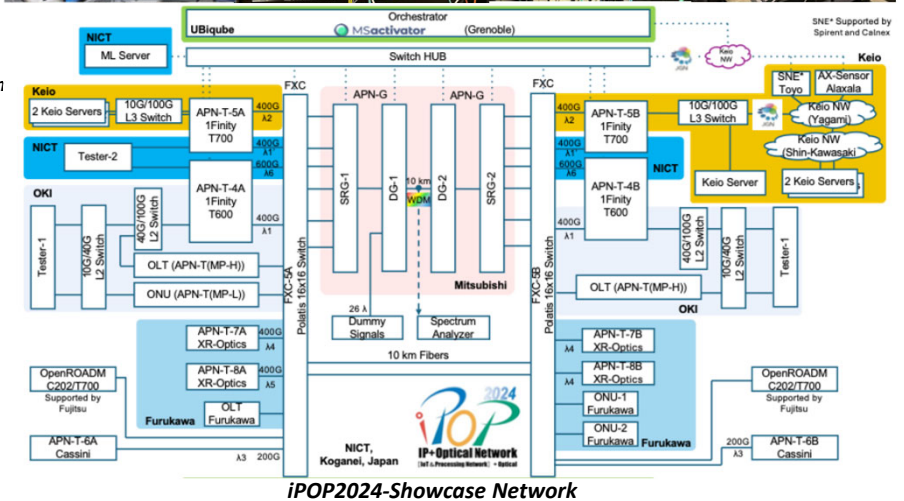 Orchestrator
UBiqube
MSactivator
(Grenoble)
SNE* Supported by
Spirent and Calnex
NICT
ML Server
Switch HUB
JGN
Keio
NW
Keio
SNE*
Toyo
AX-Sensor
Alaxala
FXC
FXC
Keio
2 Keio Servers
10G/100G
L3 Switch
APN-T-5A
1Finity
T700
400G
λ2
APN-G
APN-G
400G
λ2
APN-T-5B
1Finity
T700
10G/100G
L3 Switch
JGN
Keio NW
(Yagami)
NICT
Tester-2
400G
λ1'
600G
λ6
400G
λ1'
600G
λ6
NICT
Keio NW
(Shin-Kawasaki
Keio Server
2 Keio Servers
APN-T-4A
1Finity
T600
APN-T-4B
1Finity
T600
SRG-1
DG-1
10 km
WDM
DG-2
SRG-2
Mitsubishi
OKI
Tester-1
10G/40G
L2 Switch
40G/100G
L2 Switch
400G
λ1
OLT (APN-T(MP-H))
ONU (APN-T(MP-L))
FXC-5A
Polatis 16x16 Switch
FXC-5B
Polatis 16x16 Switch
400G
λ1
40G/100G
L2 Switch
10G/40G
L2 Switch
Tester-1
OLT (APN-T(MP-H))
OKI
26 λ
Dummy
Signals
Spectrum
Analyzer
10 km Fibers
APN-T-7A
XR-Optics
400G
λ4
APN-T-8A
XR-Optics
400G
λ5
OLT
Furukawa
Furukawa
λ4
APN-T-7B
XR-Optics
λ4
APN-T-8B
XR-Optics
ONU-1
Furukawa
ONU-2
Furukawa
Furukawa
OpenROADM
C202/T700
Supported by
Fujitsu
OpenROADM
C202/T700
Supported by
Fujitsu
APN-T-6A
Cassini
λ3 200G
200G
λ3
APN-T-6B
Cassini
NICT,
Koganei, Japan
2024
iPOP
IP+Optical Network
[IoT & Processing Network] + Optical
iPOP2024-Showcase Network